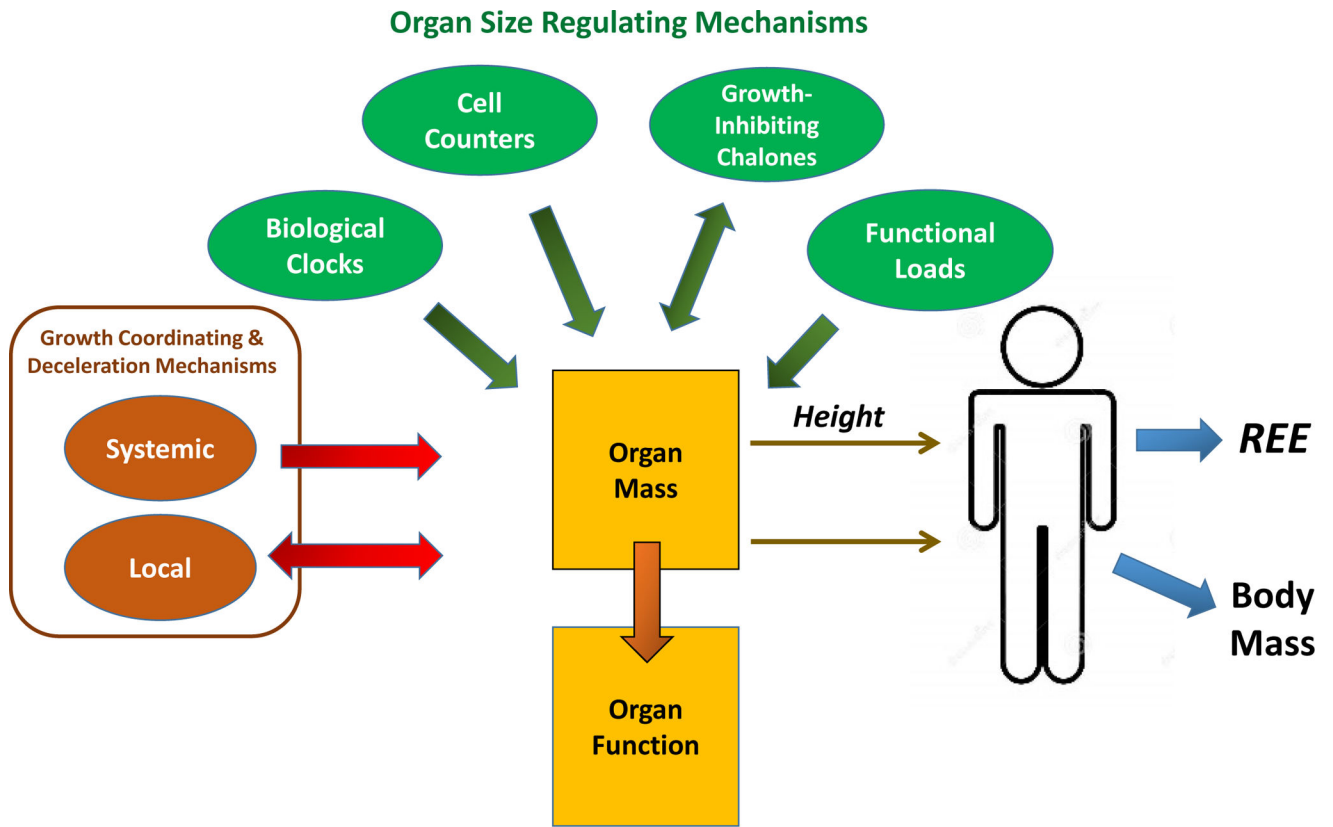 Organ Size Regulating Mechanisms
Cell
Counters
Growth-
Inhibiting
Chalones
Biological
Clocks
Functional
Loads
Growth Coordinating &
Deceleration Mechanisms
Systemic
Local
Organ
Mass
Height
REE
Body
Mass
Organ
Function